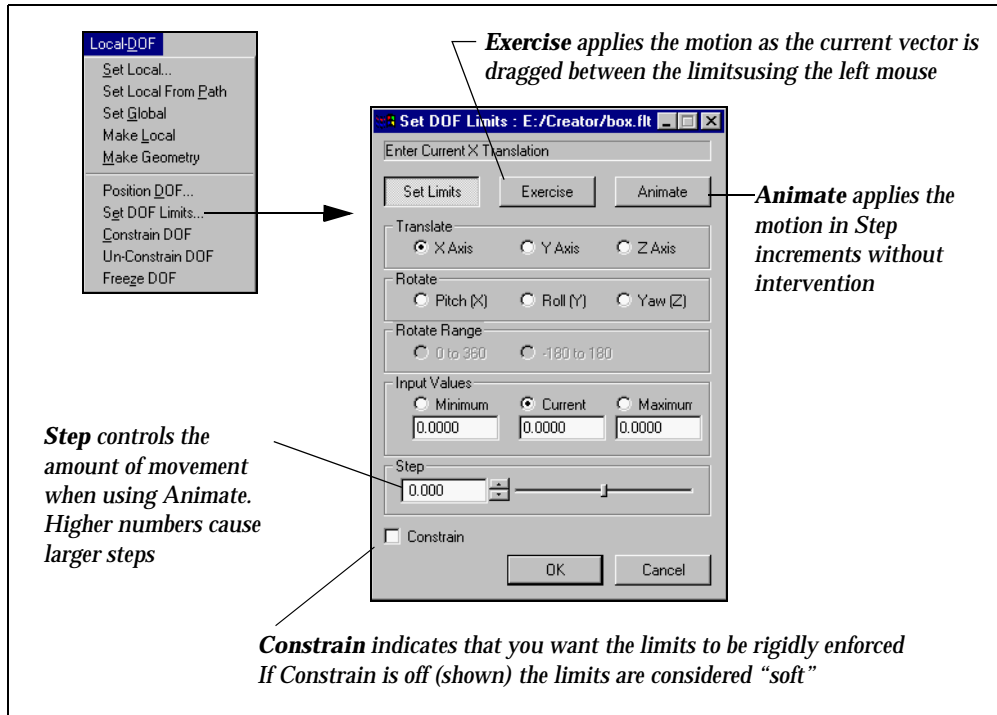 Local-DOF
Set Local...
Set Local From Path
Set Global
Make Local
Make Geometry
Position DOF...
Set DOF Limits...
Constrain DOF
Un-Constrain DOF
Freeze DOF
Exercise applies the motion as the current vector is
dragged between the limitsusing the left mouse
Set DOF Limits : E:/Creator/box.flt
Enter Current X Translation
Set Limits Exercise Animate
Animate applies the
motion in Step
increments without
intervention
Translate
X Axis Y Axis Z Axis
Rotate
Pitch (X) Roll (Y) Yaw (Z)
Rotate Range
0 to 360 -180 to 180
Input Values
Minimum Current Maximum
0.0000 0.0000 0.0000
Step controls the
amount of movement
when using Animate.
Higher numbers cause
larger steps
Step
0.000
Constrain
OK Cancel
Constrain indicates that you want the limits to be rigidly enforced
If Constrain is off (shown) the limits are considered “soft”